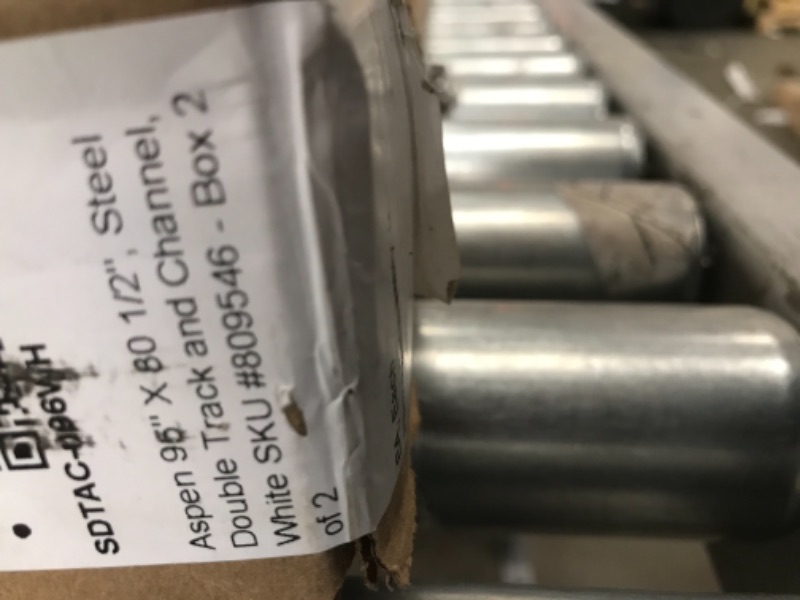 SDTAC-096WH
Aspen 96" X 80 1/2", Steel
Double Track and Channel,
White SKU #809546 - Box 2
of 2